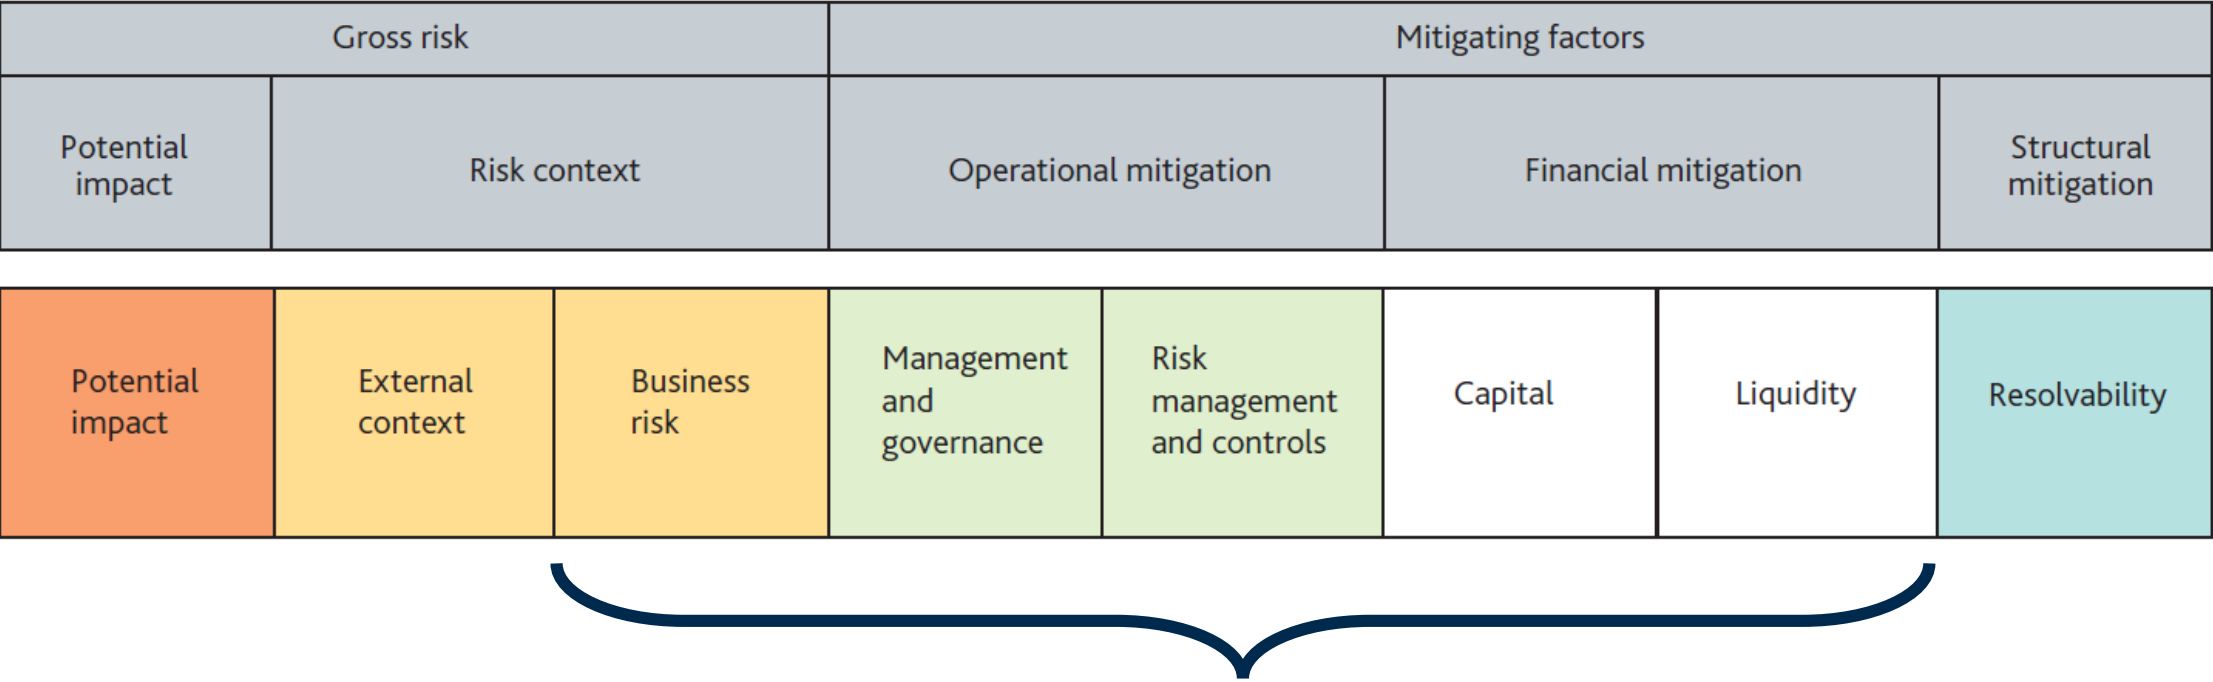 Gross risk
Mitigating factors
Potential
impact
Risk context
Operational mitigation
Financial mitigation
Structural
mitigation
Potential
impact
External
context
Business
risk
Management
and
governance
Risk
management
and controls
Capital
Liquidity
Resolvability